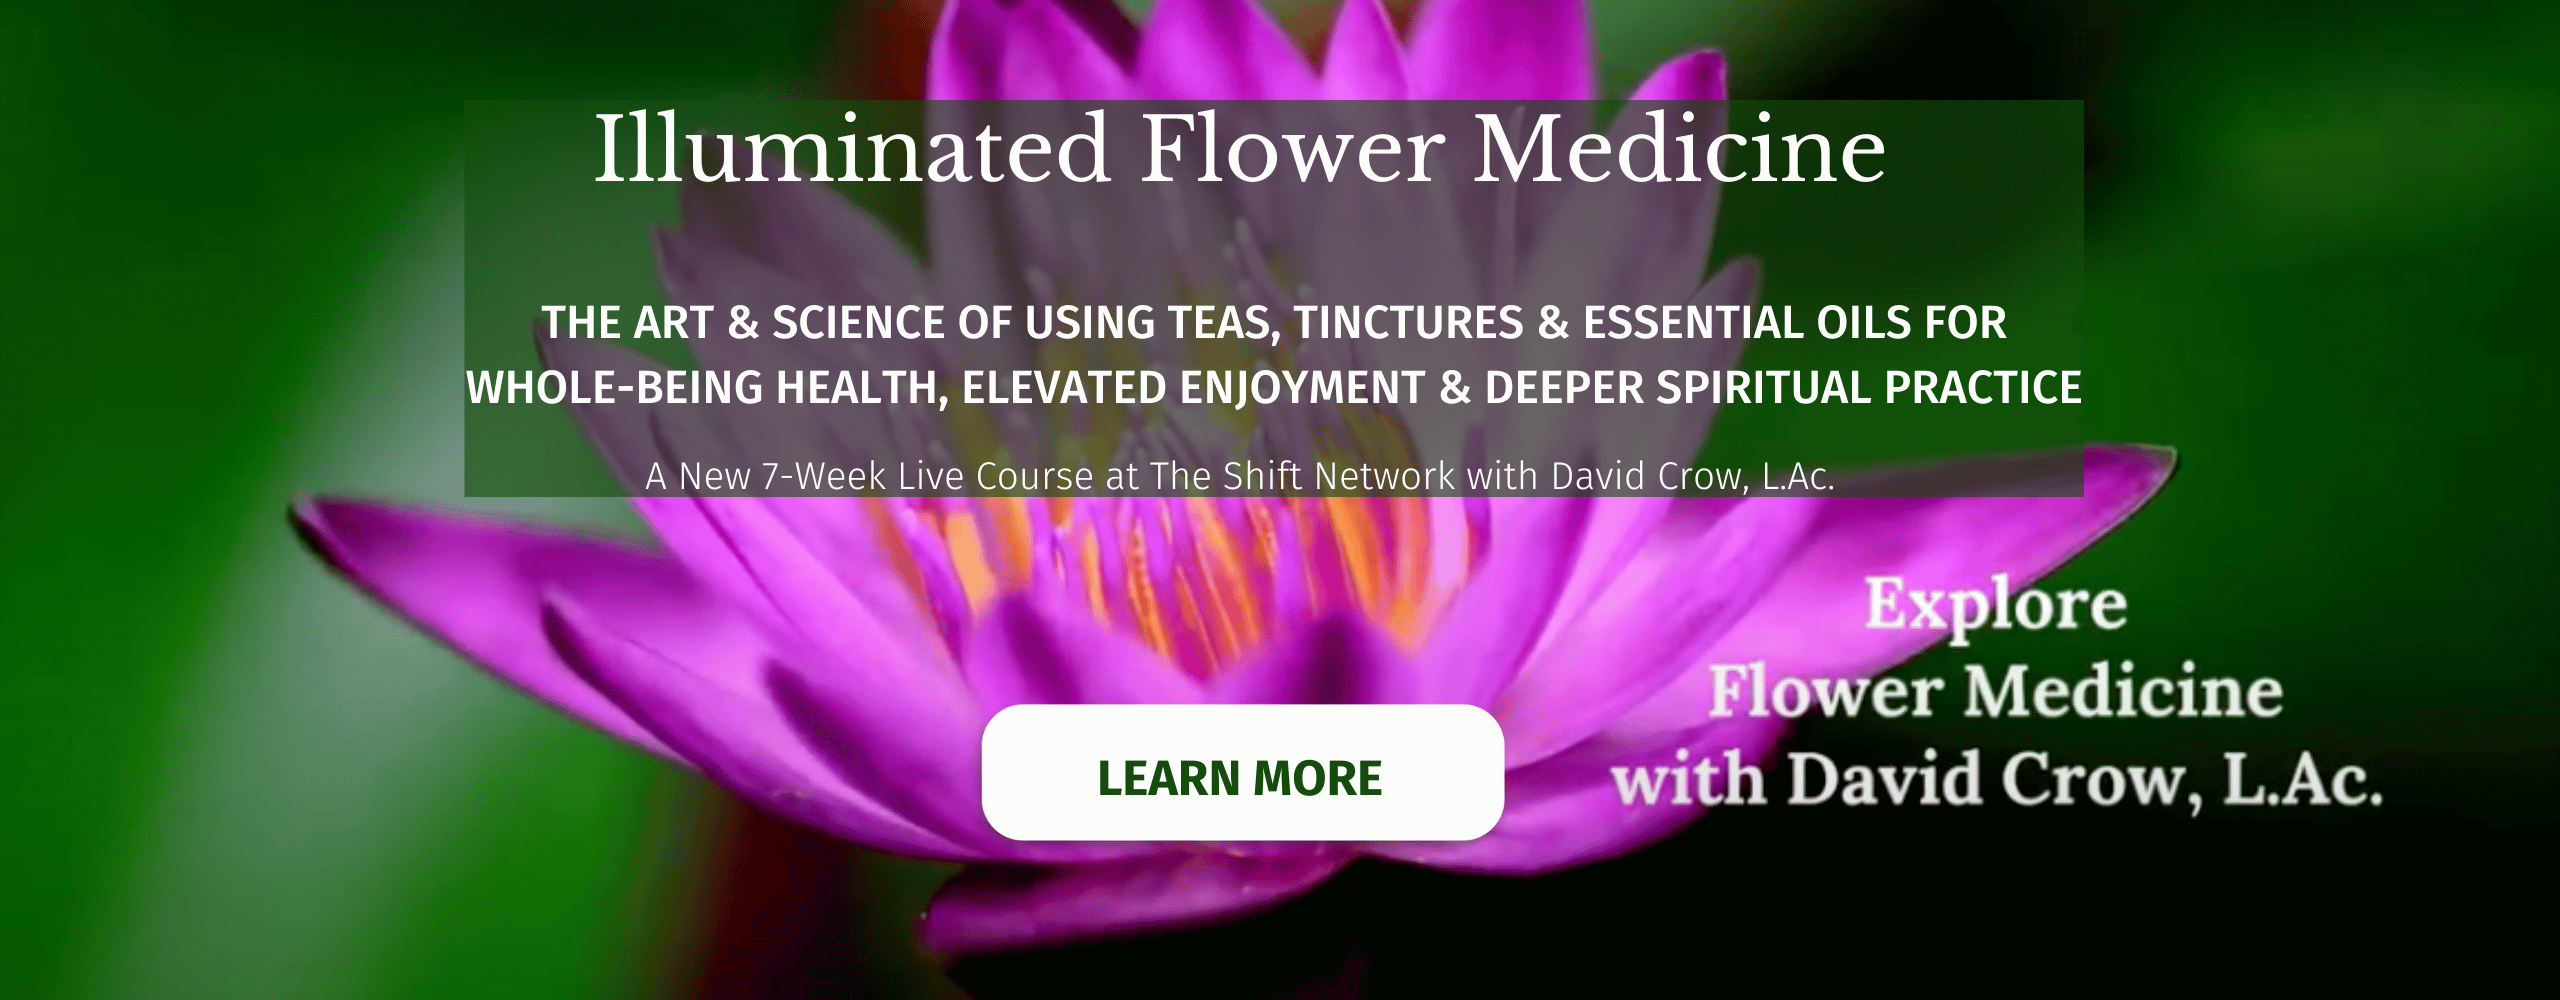 Illuminated Flower Medicine
THE ART & SCIENCE OF USING TEAS, TINCTURES & ESSENTIAL OILS FOR
WHOLE-BEING HEALTH, ELEVATED ENJOYMENT & DEEPER SPIRITUAL PRACTICE
A New 7-Week Live Course at The Shift Network with David Crow, L.Ac.
Explore
Flower Medicine
with David Crow, L.Ac.
LEARN MORE